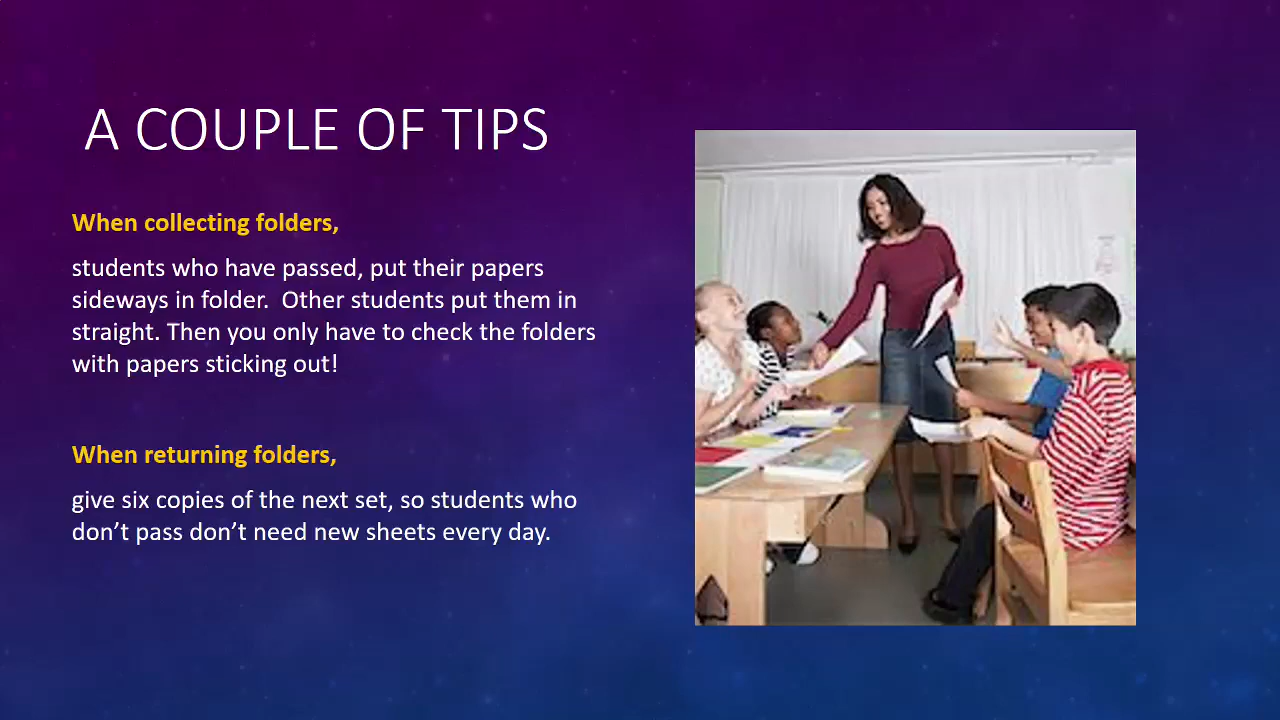 A COUPLE OF TIPS
When collecting folders,
students who have passed, put their papers
sideways in folder.  Other students put them in
straight. Then you only have to check the folders
with papers sticking out!
When returning folders,
give six copies of the next set, so students who
don’t pass don’t need new sheets every day.